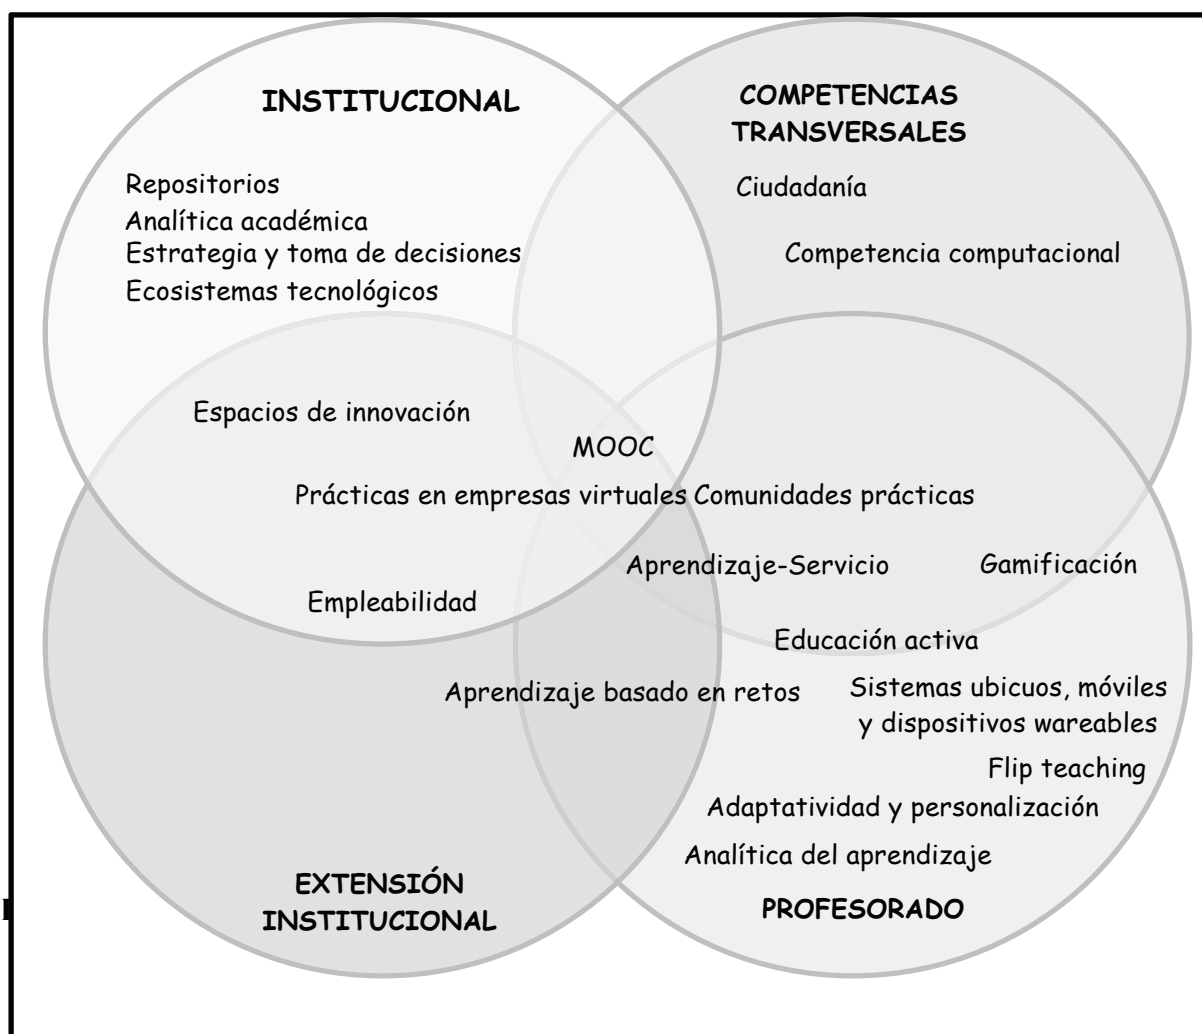 INSTITUCIONAL
COMPETENCIAS
TRANSVERSALES
Repositorios
Analítica académica
Estrategia y toma de decisiones
Ecosistemas tecnológicos
Ciudadanía
Competencia computacional
Espacios de innovación
MOOC
Prácticas en empresas virtuales
Comunidades prácticas
Aprendizaje-Servicio
Gamificación
Empleabilidad
Educación activa
Aprendizaje basado en retos
Sistemas ubicuos, móviles
y dispositivos wareables
Flip teaching
Adaptatividad y personalización
Analítica del aprendizaje
EXTENSIÓN
INSTITUCIONAL
PROFESORADO